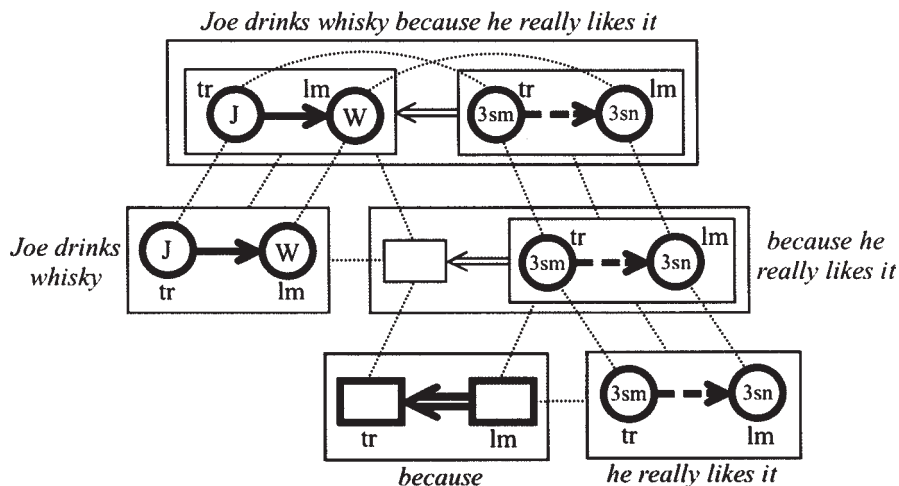 Joe drinks whisky because he really likes it
tr lm tr lm
J W 3sm 3sn
Joe drinks whisky
J W
tr lm
tr lm
3sm 3sn
because he really likes it
tr lm
because
3sm 3sn
tr lm
he really likes it